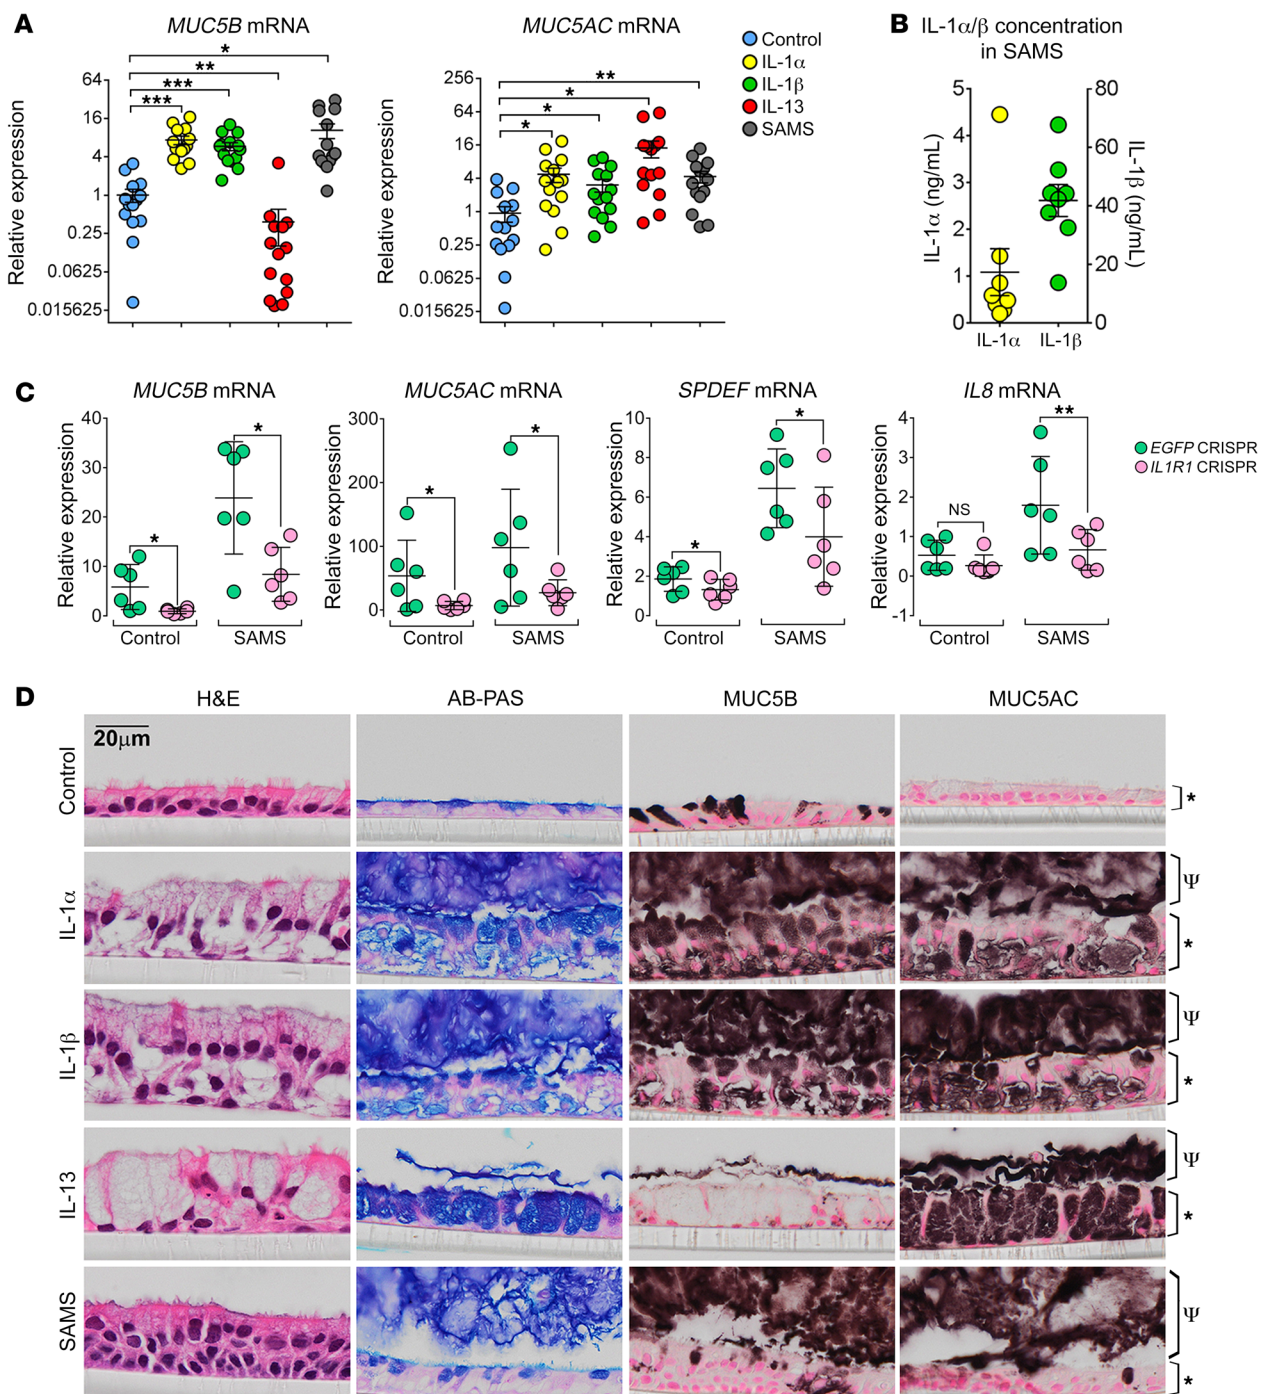 A
MUC5B mRNA
Relative expression
64
16
4
1
0.25
0.0625
0.015625
*
**
***
***
MUC5AC mRNA
Relative expression
256
64
16
4
1
0.25
0.0625
0.015625
**
*
*
*
Control
IL-1α
IL-1β
IL-13
SAMS
B
IL-1α/β concentration
in SAMS
IL-1α (ng/mL)
5
4
3
2
1
0
80
60
40
20
0
IL-1β (ng/mL)
IL-1α
IL-1β
C
MUC5B mRNA
Relative expression
40
30
20
10
0
*
*
Control
SAMS
MUC5AC mRNA
Relative expression
300
200
100
0
*
*
Control
SAMS
SPDEF mRNA
Relative expression
10
8
6
4
2
0
*
*
Control
SAMS
IL8 mRNA
Relative expression
4
3
2
1
0
-1
NS
**
Control
SAMS
EGFP CRISPR
IL1R1 CRISPR
D
H&E
AB-PAS
MUC5B
MUC5AC
Control
20μm
*
IL-1α
Ψ
*
IL-1β
Ψ
*
IL-13
Ψ
*
SAMS
Ψ
*